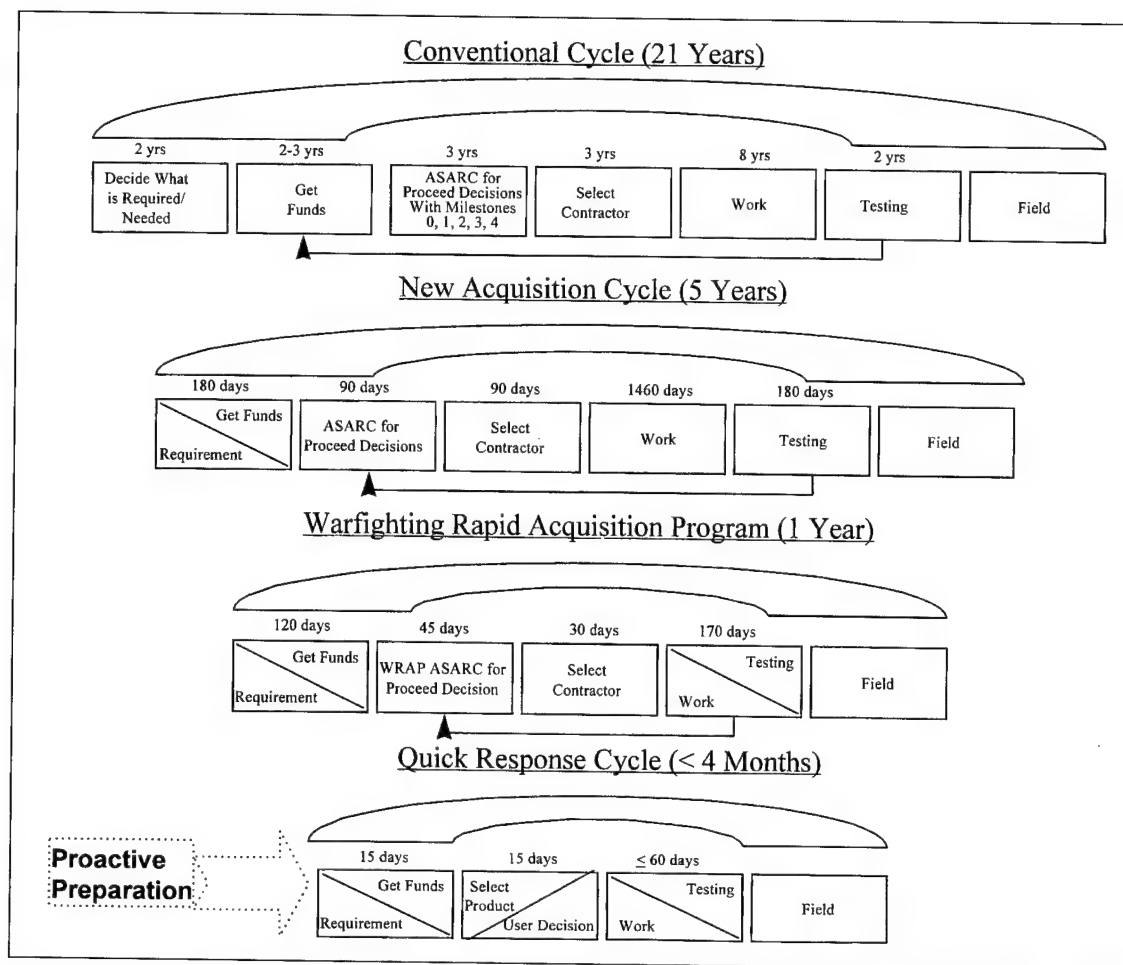 Conventional Cycle (21 Years)
2 yrs
2-3 yrs
3 yrs
3 yrs
8 yrs
2 yrs
Decide What
is Required/
Needed
Get
Funds
ASARC for
Proceed Decisions
With Milestones
0, 1, 2, 3, 4
Select
Contractor
Work
Testing
Field
New Acquisition Cycle (5 Years)
180 days
90 days
90 days
1460 days
180 days
Get Funds
Requirement
ASARC for
Proceed Decisions
Select
Contractor
Work
Testing
Field
Warfighting Rapid Acquisition Program (1 Year)
120 days
45 days
30 days
170 days
Get Funds
Requirement
WRAP ASARC for
Proceed Decision
Select
Contractor
Testing
Work
Field
Quick Response Cycle (< 4 Months)
Proactive
Preparation
15 days
15 days
≤ 60 days
Get Funds
Requirement
Select
Product
User Decision
Testing
Work
Field